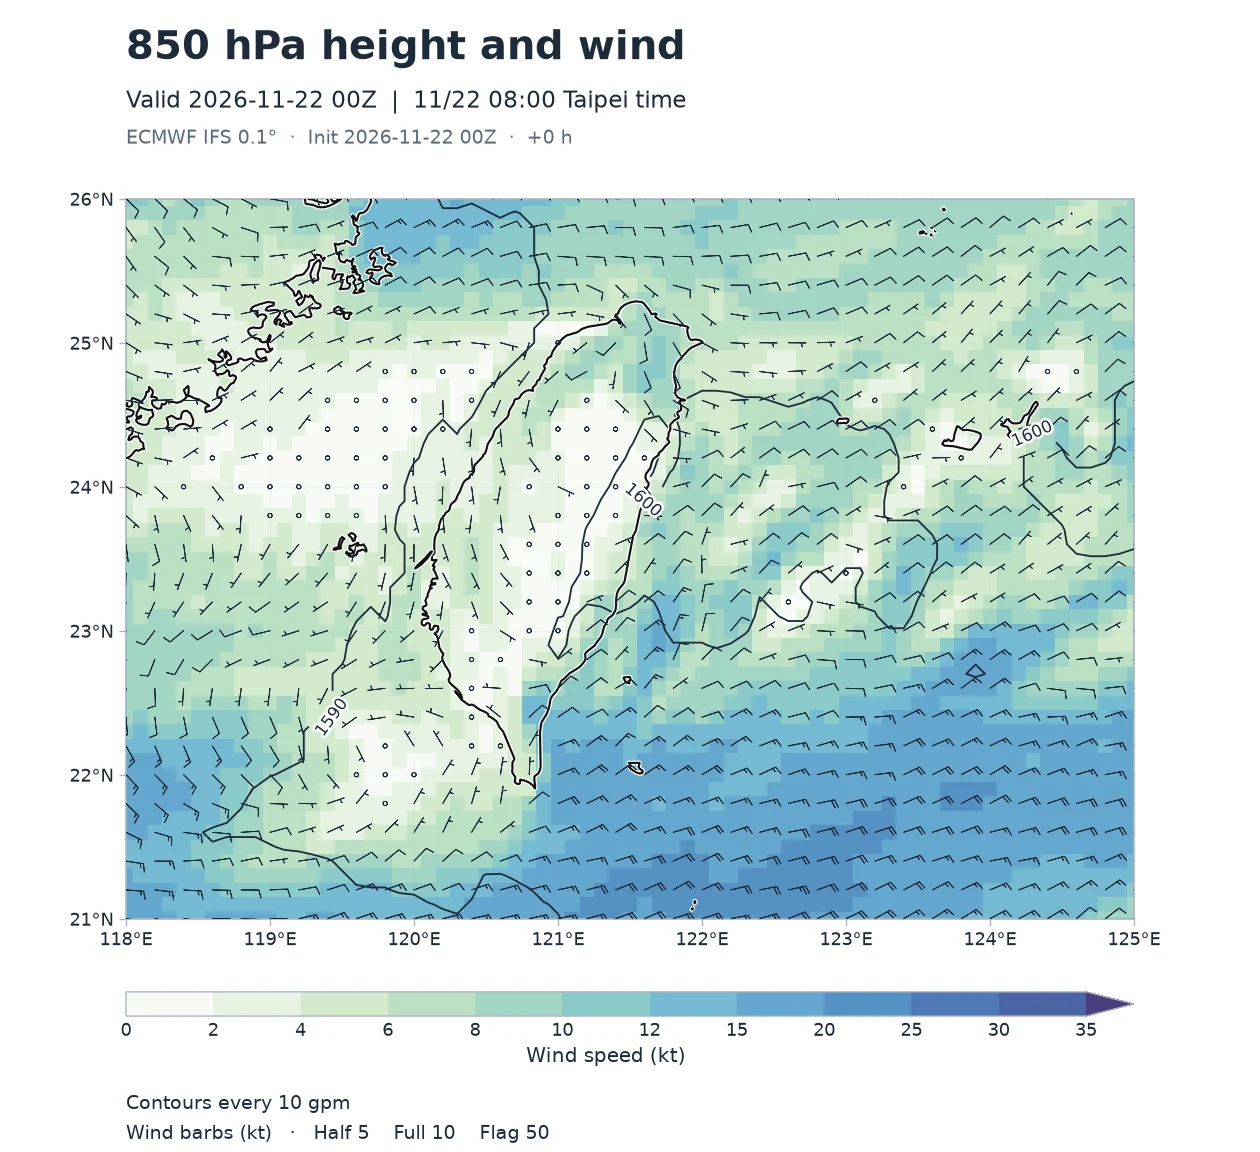 850 hPa height and wind
Valid 2026-11-22 00Z | 11/22 08:00 Taipei time
ECMWF IFS 0.1° · Init 2026-11-22 00Z · +0 h
26°N
25°N
24°N
23°N
22°N
21°N
1600
1600
1590
118°E 119°E 120°E 121°E 122°E 123°E 124°E 125°E
0 2 4 6 8 10 12 15 20 25 30 35
Wind speed (kt)
Contours every 10 gpm
Wind barbs (kt) · Half 5 Full 10 Flag 50